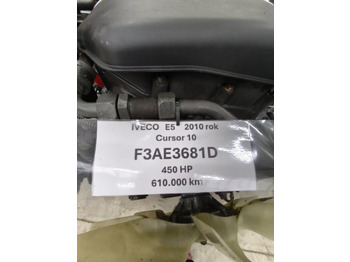 IVECO E5 2010 rok
Cursor 10
F3AE3681D
450 HP
610.000 km